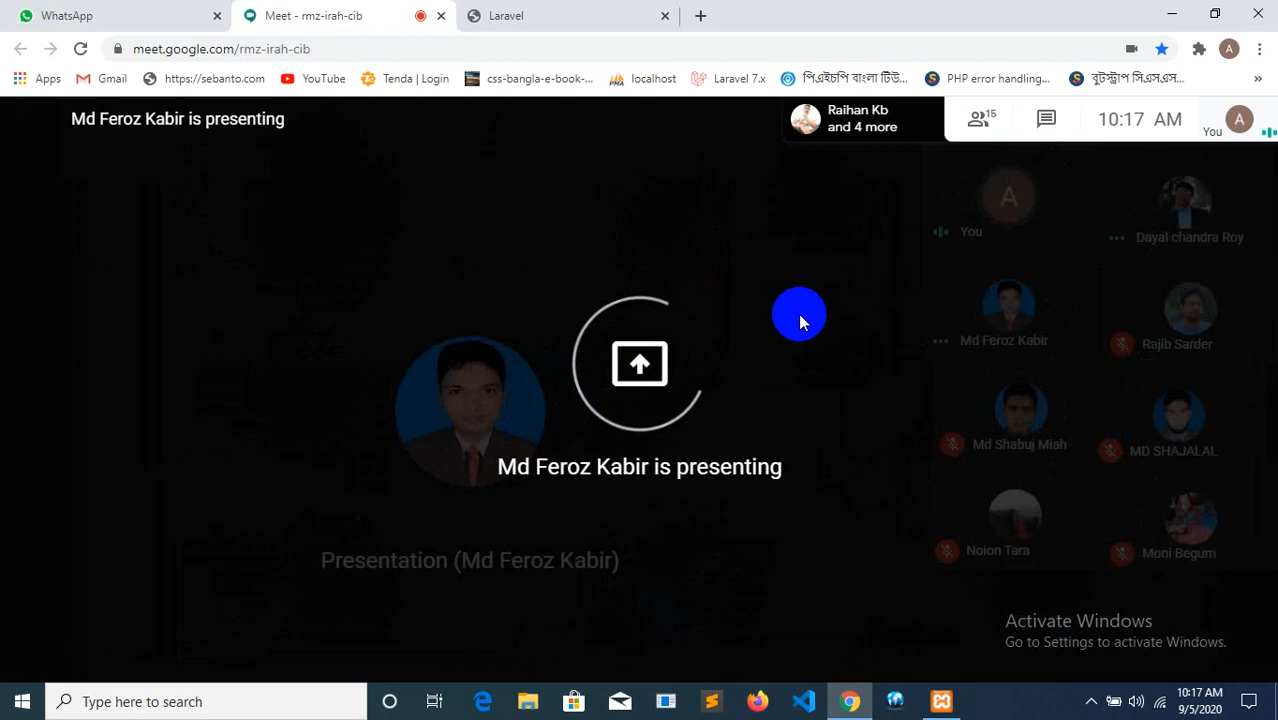 WhatsApp
Meet - rmz-irah-cib
Laravel
meet.google.com/rmz-irah-cib
A
Apps
Gmail
https://sebanto.com
YouTube
Tenda | Login
css-bangla-e-book-...
localhost
Laravel 7.x
পিএইচপি বাংলা টিউ...
PHP error handling...
বুটস্ট্রাপ সিএসএস...
»
Md Feroz Kabir is presenting
Raihan Kb
and 4 more
15
10:17 AM
You
A
A
You
Dayal chandra Roy
Md Feroz Kabir
Rajib Sarder
Md Shabuj Miah
MD SHAJALAL
Noion Tara
Moni Begum
Md Feroz Kabir is presenting
Presentation (Md Feroz Kabir)
Activate Windows
Go to Settings to activate Windows.
Type here to search
10:17 AM
9/5/2020